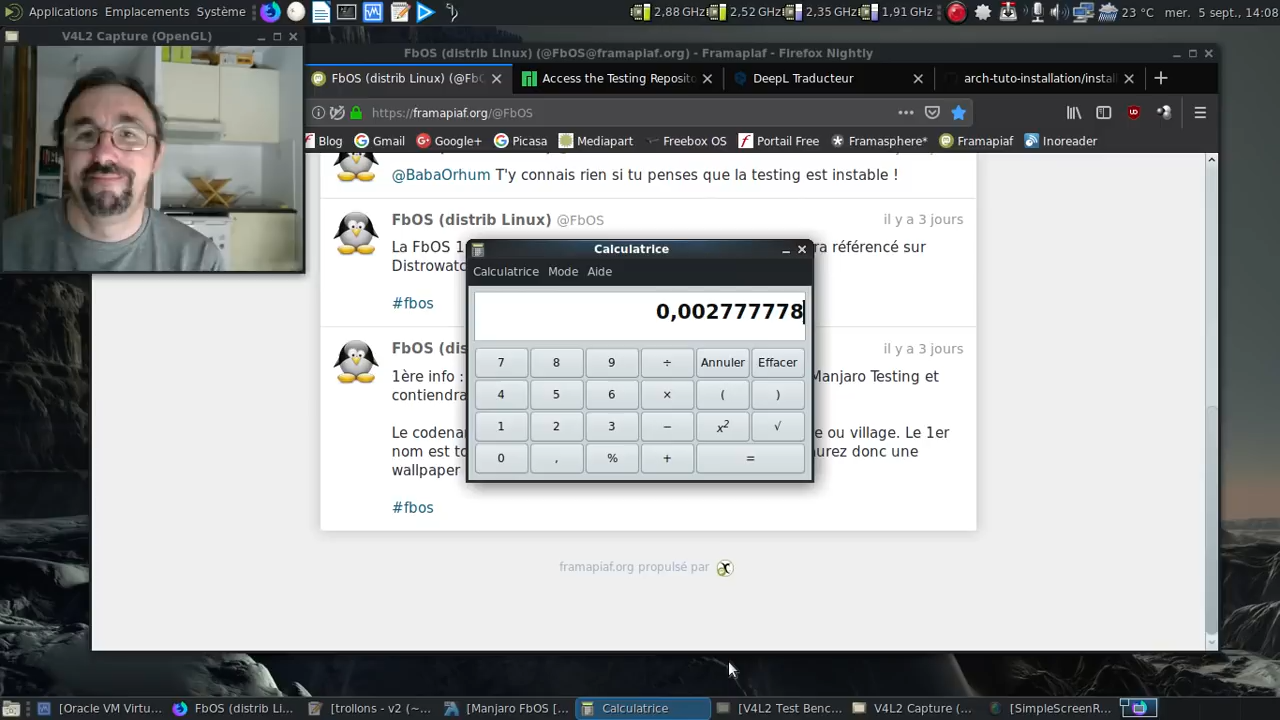 Applications Emplacements Système
2,88 GHz 2,52 GHz 2,35 GHz 1,91 GHz
23 °C mer. 5 sept., 14:08
V4L2 Capture (OpenGL)
FbOS (distrib Linux) (@FbOS@framapiaf.org) - Framapiaf - Firefox Nightly
FbOS (distrib Linux) (@FbO
Access the Testing Reposito
DeepL Traducteur
arch-tuto-installation/instal
https://framapiaf.org/@FbOS
Blog Gmail Google+ Picasa Mediapart Freebox OS Portail Free Framasphere* Framapiaf Inoreader
@BabaOrhum T'y connais rien si tu penses que la testing est instable !
FbOS (distrib Linux) @FbOS il y a 3 jours
La FbOS 1
ra référencé sur
Distrowatc
#fbos
FbOS (dis
il y a 3 jours
1ère info :
Manjaro Testing et
contiendra
Le codena
e ou village. Le 1er
nom est to
urez donc une
wallpaper
#fbos
framapiaf.org propulsé par
Calculatrice
Calculatrice Mode Aide
0,002777778
7 8 9 ÷ Annuler Effacer
4 5 6 × ( )
1 2 3 − x² √
0 , % + =
[Oracle VM Virtu... FbOS (distrib Li... [trollons - v2 (~... [Manjaro FbOS [... Calculatrice [V4L2 Test Benc... V4L2 Capture (... [SimpleScreenR...